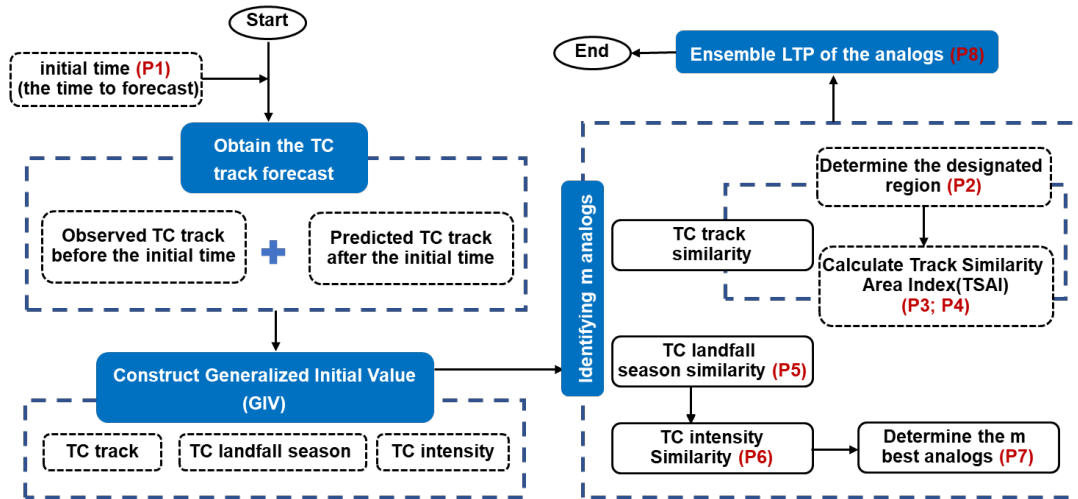 Start
initial time (P1)
(the time to forecast)
Obtain the TC
track forecast
Observed TC track
before the initial time
Predicted TC track
after the initial time
Construct Generalized Initial Value
(GIV)
TC track
TC landfall season
TC intensity
End
Ensemble LTP of the analogs (P8)
Identifying m analogs
Determine the designated
region (P2)
TC track
similarity
Calculate Track Similarity
Area Index(TSAI)
(P3; P4)
TC landfall
season similarity (P5)
TC intensity
Similarity (P6)
Determine the m
best analogs (P7)